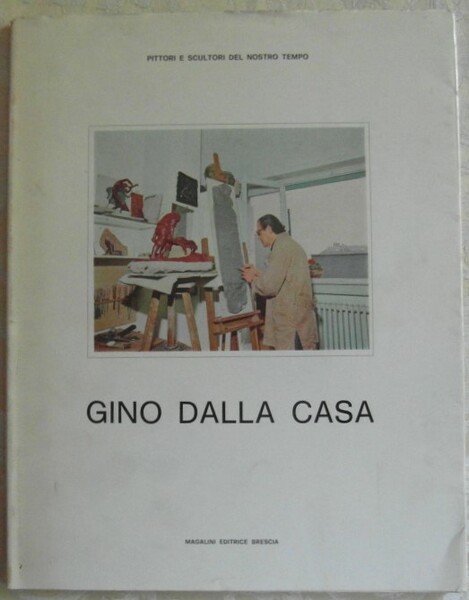 PITTORI E SCULTORI DEL NOSTRO TEMPO
GINO DALLA CASA
MAGALINI EDITRICE BRESCIA